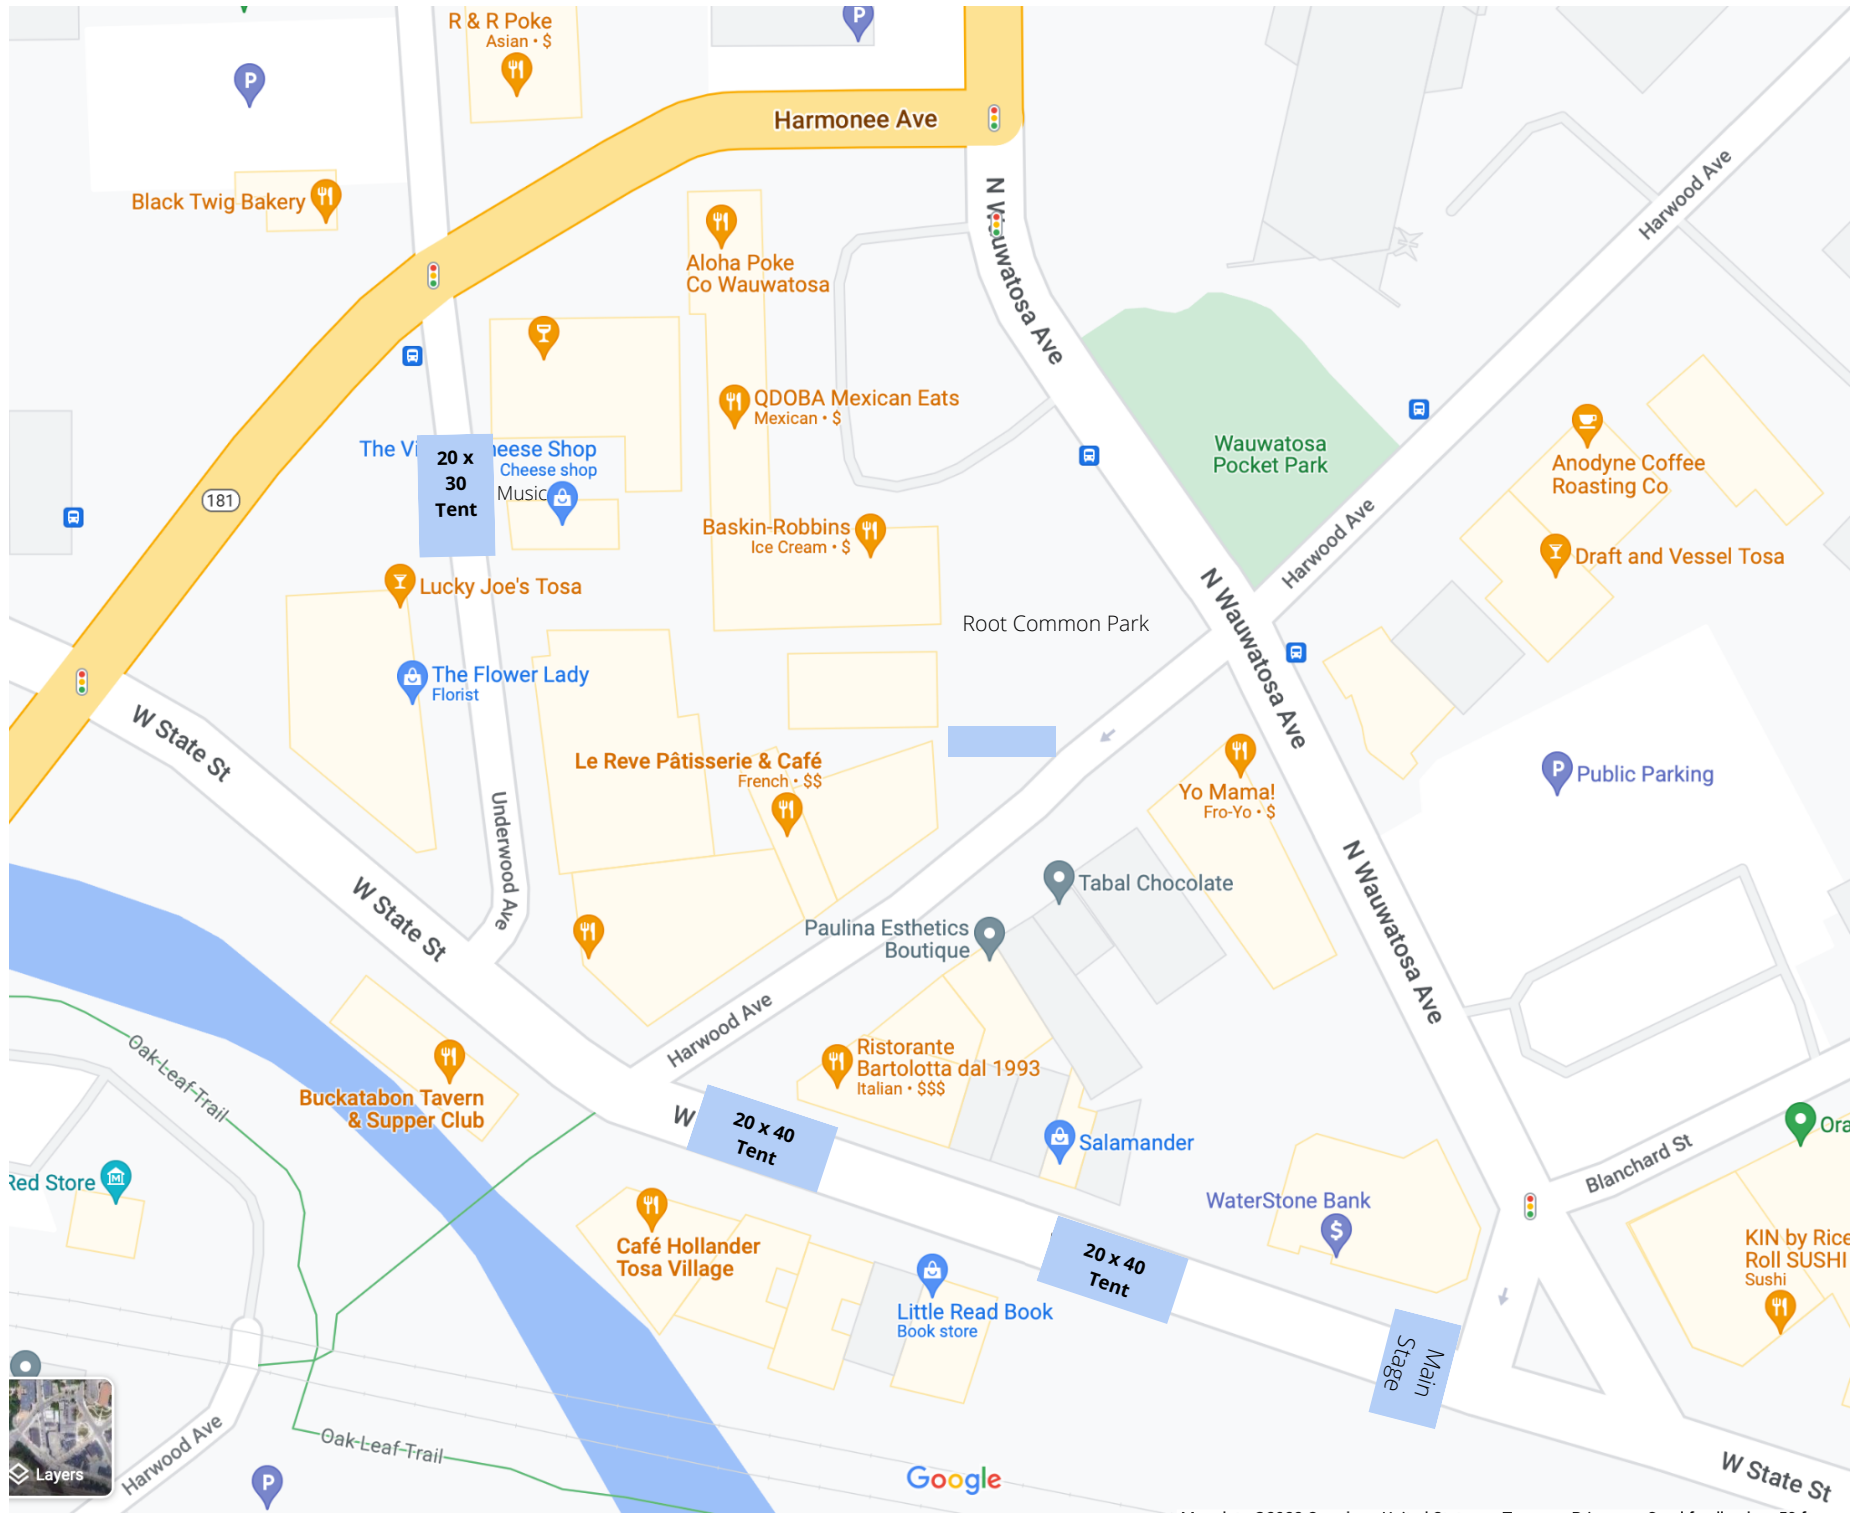 R & R Poke
Asian • $
P
P
Harmonee Ave
Black Twig Bakery
N Wauwatosa Ave
Harwood Ave
Aloha Poke
Co Wauwatosa
QDOBA Mexican Eats
Mexican • $
The Vi
heese Shop
Cheese shop
20 x
30
Tent
Music
181
Wauwatosa
Pocket Park
Anodyne Coffee
Roasting Co
Baskin-Robbins
Ice Cream • $
Harwood Ave
Draft and Vessel Tosa
Lucky Joe's Tosa
Root Common Park
N Wauwatosa Ave
The Flower Lady
Florist
W State St
Le Reve Pâtisserie & Café
French • $$
Yo Mama!
Fro-Yo • $
P
Public Parking
Underwood Ave
W State St
Tabal Chocolate
Paulina Esthetics
Boutique
N Wauwatosa Ave
Harwood Ave
Ristorante
Bartolotta dal 1993
Italian • $$$
Oak Leaf Trail
Buckatabon Tavern
& Supper Club
W
20 x 40
Tent
Salamander
Blanchard St
Ora
Red Store
M
WaterStone Bank
$
Café Hollander
Tosa Village
20 x 40
Tent
KIN by Rice
Roll SUSHI
Sushi
Little Read Book
Book store
Main
Stage
Oak Leaf Trail
Harwood Ave
Layers
P
Google
W State St